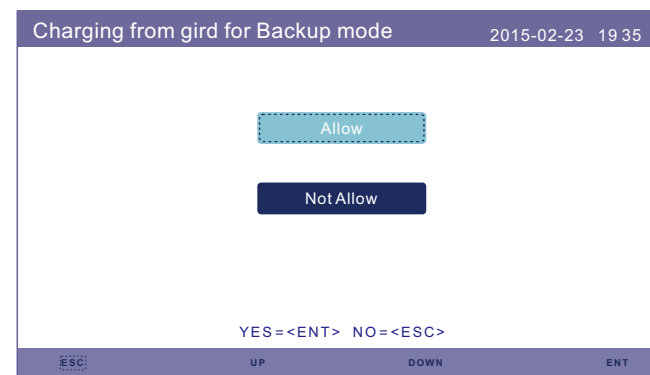 Charging from gird for Backup mode 2015-02-23 19 35
Allow
Not Allow
YES=<ENT> NO=<ESC>
ESC UP DOWN ENT